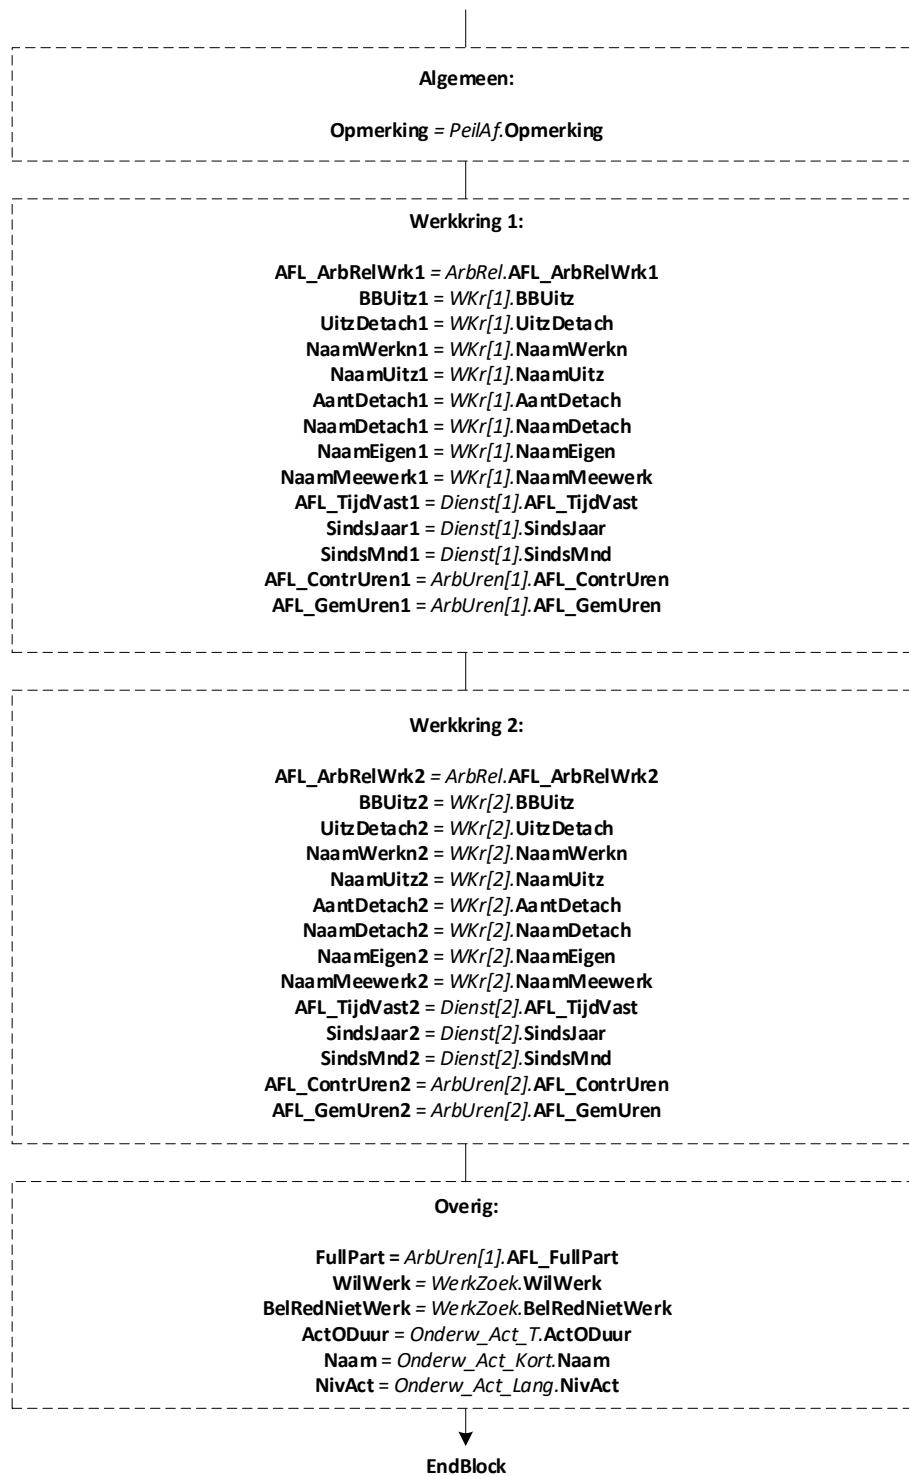 Algemeen:
Opmerking = PeilAf.Opmerking
Werkkring 1:
AFL_ArbRelWrk1 = ArbRel.AFL_ArbRelWrk1
BBUitz1 = WKr[1].BBUitz
UitzDetach1 = WKr[1].UitzDetach
NaamWerkn1 = WKr[1].NaamWerkn
NaamUitz1 = WKr[1].NaamUitz
AantDetach1 = WKr[1].AantDetach
NaamDetach1 = WKr[1].NaamDetach
NaamEigen1 = WKr[1].NaamEigen
NaamMeewerk1 = WKr[1].NaamMeewerk
AFL_TijdVast1 = Dienst[1].AFL_TijdVast
SindsJaar1 = Dienst[1].SindsJaar
SindsMnd1 = Dienst[1].SindsMnd
AFL_ContrUren1 = ArbUren[1].AFL_ContrUren
AFL_GemUren1 = ArbUren[1].AFL_GemUren
Werkkring 2:
AFL_ArbRelWrk2 = ArbRel.AFL_ArbRelWrk2
BBUitz2 = WKr[2].BBUitz
UitzDetach2 = WKr[2].UitzDetach
NaamWerkn2 = WKr[2].NaamWerkn
NaamUitz2 = WKr[2].NaamUitz
AantDetach2 = WKr[2].AantDetach
NaamDetach2 = WKr[2].NaamDetach
NaamEigen2 = WKr[2].NaamEigen
NaamMeewerk2 = WKr[2].NaamMeewerk
AFL_TijdVast2 = Dienst[2].AFL_TijdVast
SindsJaar2 = Dienst[2].SindsJaar
SindsMnd2 = Dienst[2].SindsMnd
AFL_ContrUren2 = ArbUren[2].AFL_ContrUren
AFL_GemUren2 = ArbUren[2].AFL_GemUren
Overig:
FullPart = ArbUren[1].AFL_FullPart
WilWerk = WerkZoek.WilWerk
BelRedNietWerk = WerkZoek.BelRedNietWerk
ActODuur = Onderw_Act_T.ActODuur
Naam = Onderw_Act_Kort.Naam
NivAct = Onderw_Act_Lang.NivAct
EndBlock